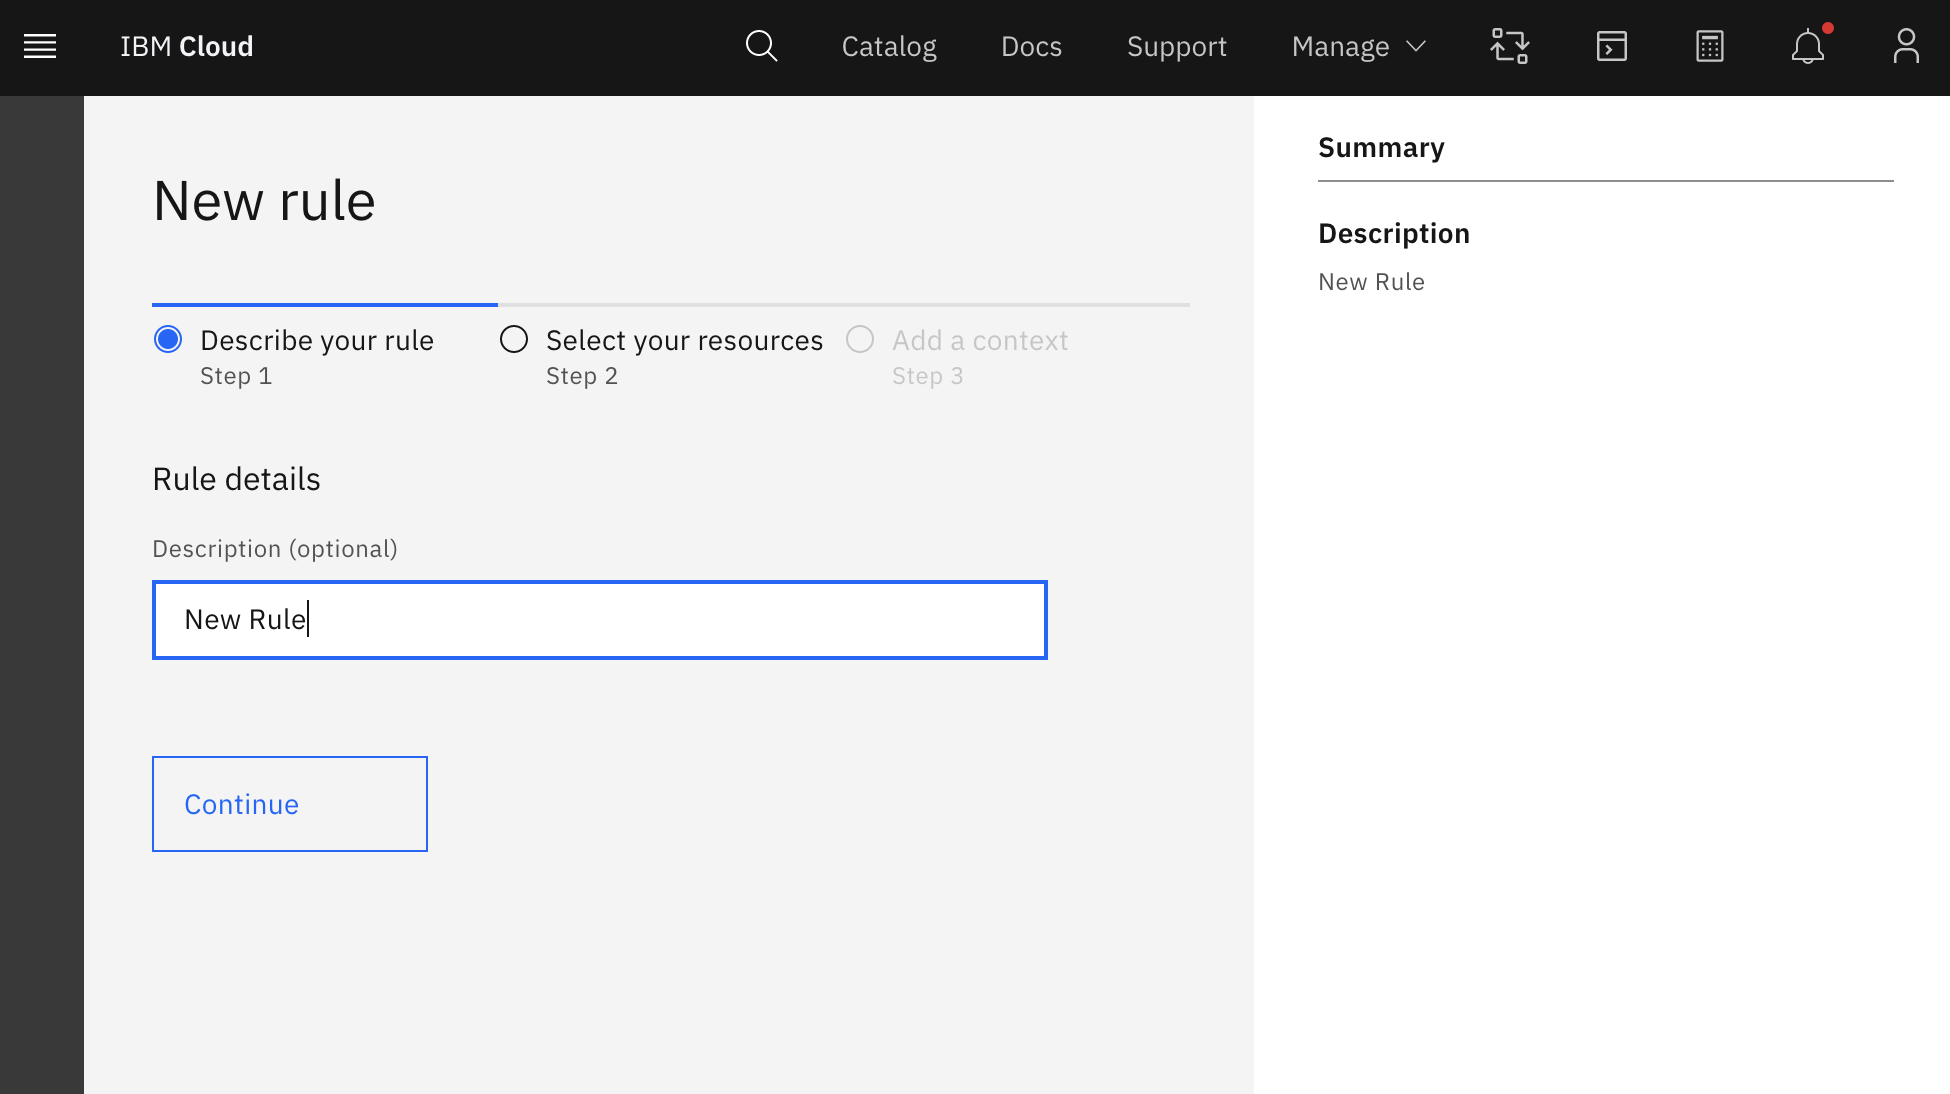 IBM Cloud
Catalog
Docs
Support
Manage
New rule
Describe your rule
Step 1
Select your resources
Step 2
Add a context
Step 3
Rule details
Description (optional)
New Rule
Continue
Summary
Description
New Rule